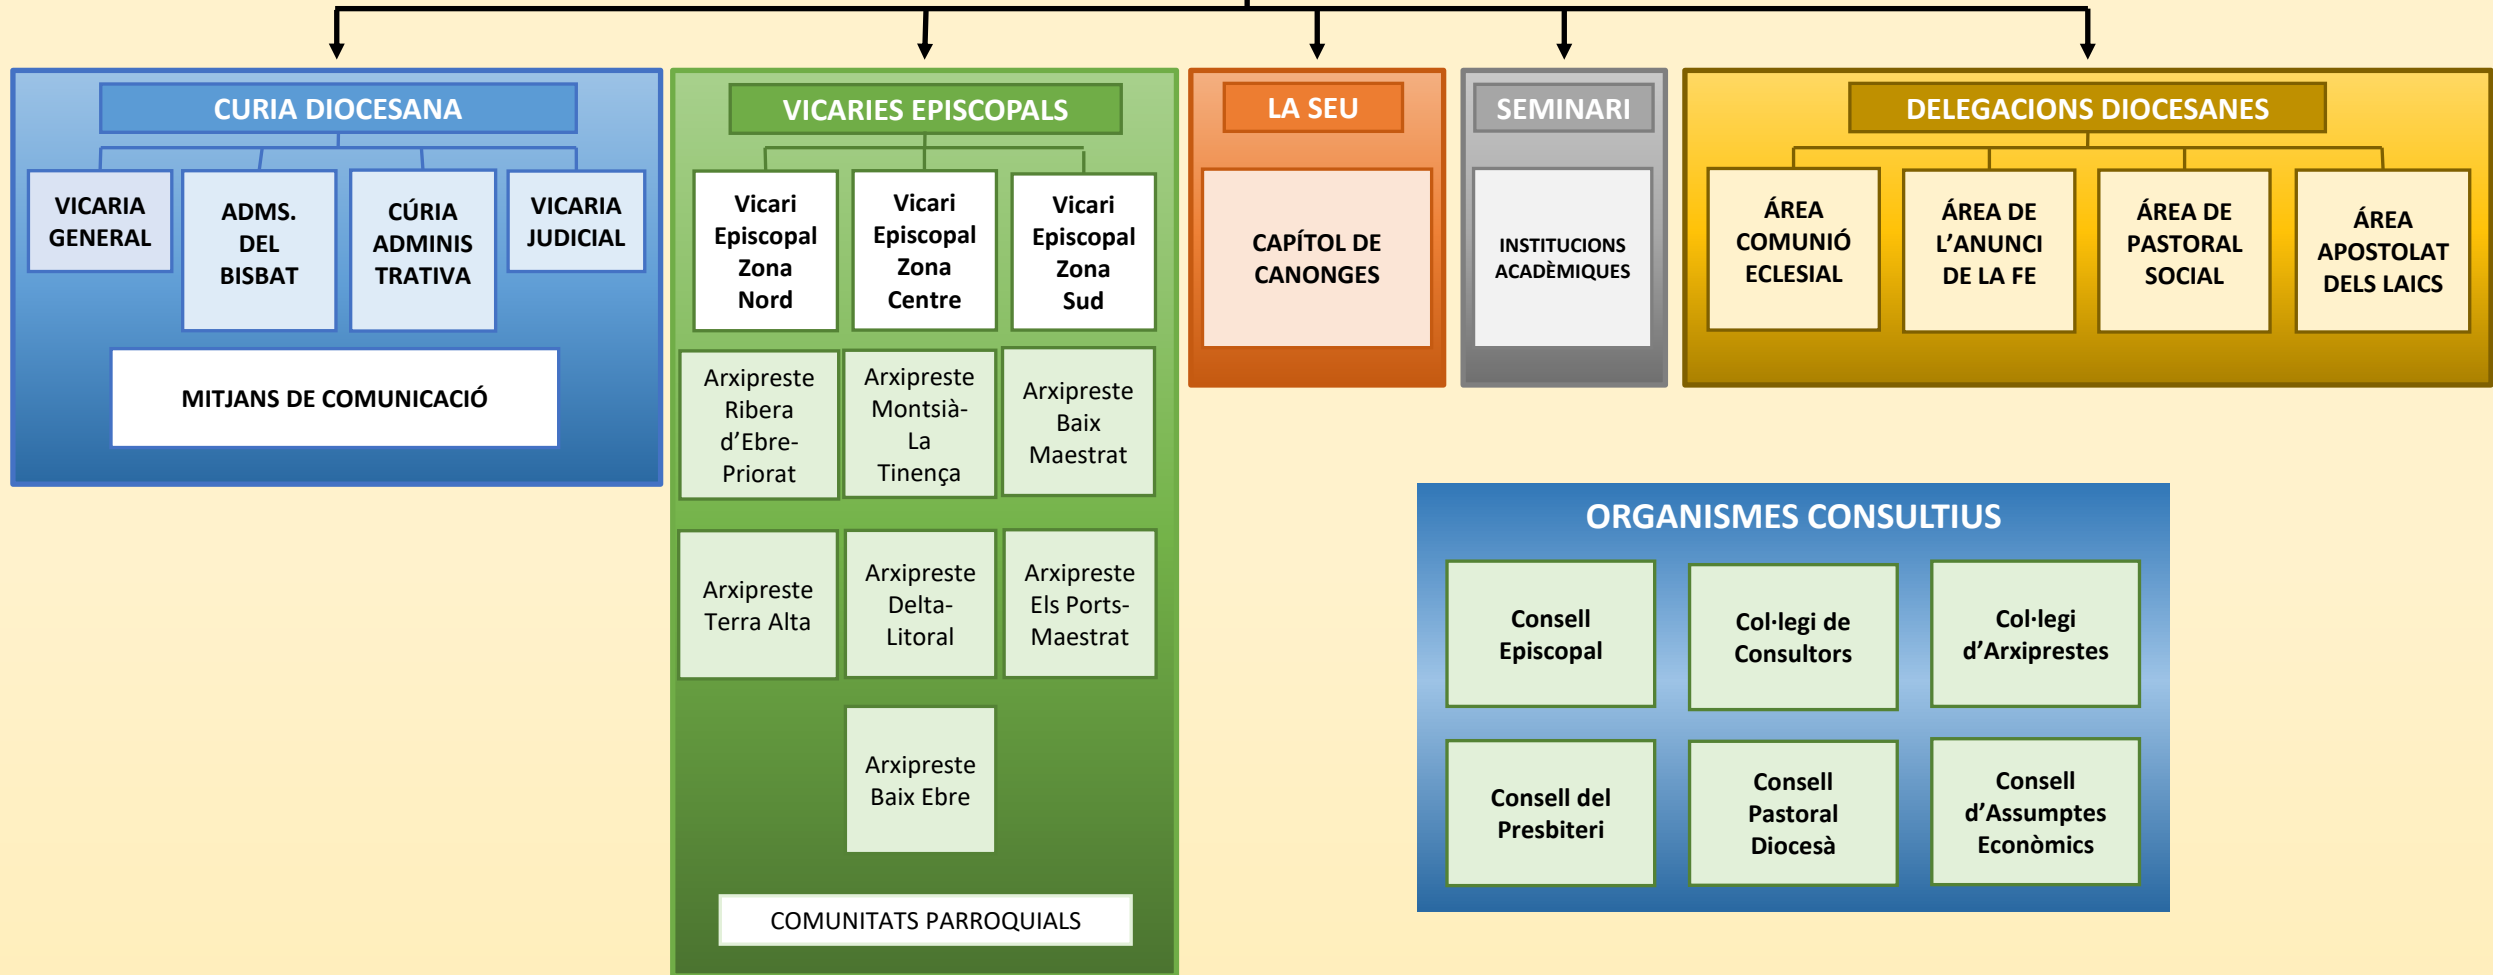 CURIA DIOCESANA
VICARIA
GENERAL
ADMS.
DEL
BISBAT
CÚRIA
ADMINIS
TRATIVA
VICARIA
JUDICIAL
MITJANS DE COMUNICACIÓ
VICARIES EPISCOPALS
Vicari
Episcopal
Zona
Nord
Vicari
Episcopal
Zona
Centre
Vicari
Episcopal
Zona
Sud
Arxipreste
Ribera
d’Ebre-
Priorat
Arxipreste
Montsià-
La
Tinença
Arxipreste
Baix
Maestrat
Arxipreste
Terra Alta
Arxipreste
Delta-
Litoral
Arxipreste
Els Ports-
Maestrat
Arxipreste
Baix Ebre
COMUNITATS PARROQUIALS
LA SEU
CAPÍTOL DE
CANONGES
SEMINARI
INSTITUCIONS
ACADÈMIQUES
DELEGACIONS DIOCESANES
ÁREA
COMUNIÓ
ECLESIAL
ÁREA DE
L’ANUNCI
DE LA FE
ÁREA DE
PASTORAL
SOCIAL
ÁREA
APOSTOLAT
DELS LAICS
ORGANISMES CONSULTIUS
Consell
Episcopal
Col·legi de
Consultors
Col·legi
d’Arxiprestes
Consell del
Presbiteri
Consell
Pastoral
Diocesà
Consell
d’Assumptes
Econòmics